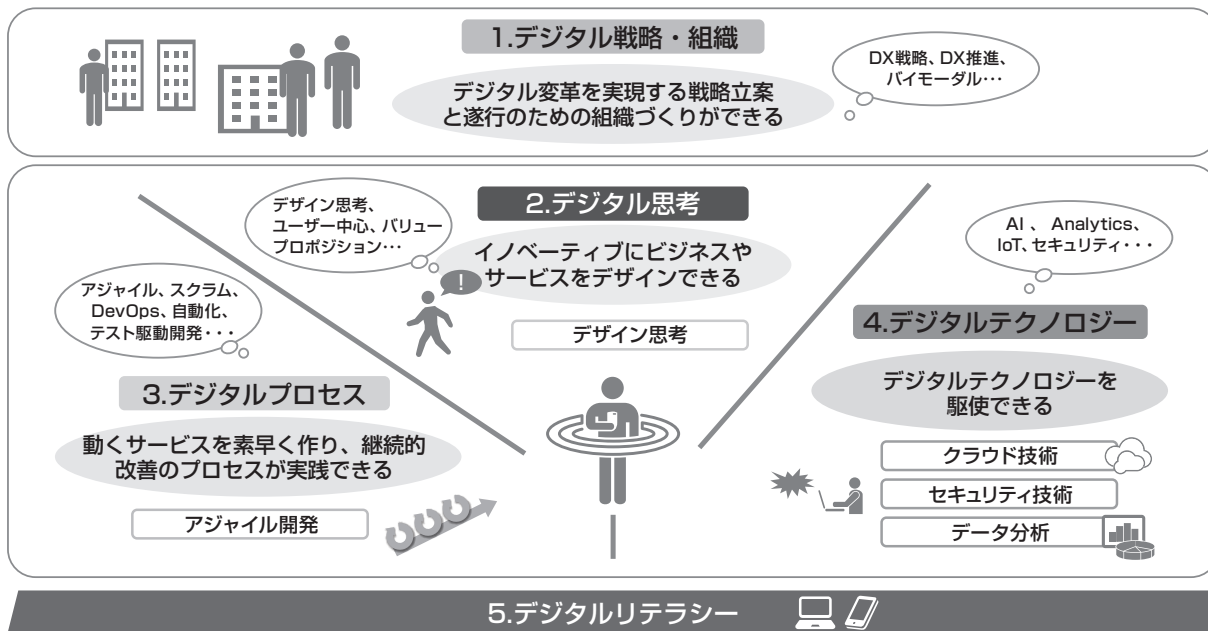 1.デジタル戦略・組織
デジタル変革を実現する戦略立案
と遂行のための組織づくりができる
DX戦略、DX推進、
バイモーダル･･･
デザイン思考、
ユーザー中心、バリュー
プロポジション･･･
2.デジタル思考
イノベーティブにビジネスや
サービスをデザインできる
!
デザイン思考
アジャイル、スクラム、
DevOps、自動化、
テスト駆動開発･･･
3.デジタルプロセス
動くサービスを素早く作り、継続的
改善のプロセスが実践できる
アジャイル開発
AI 、 Analytics、
IoT、セキュリティ･･･
4.デジタルテクノロジー
デジタルテクノロジーを
駆使できる
クラウド技術
セキュリティ技術
データ分析
5.デジタルリテラシー